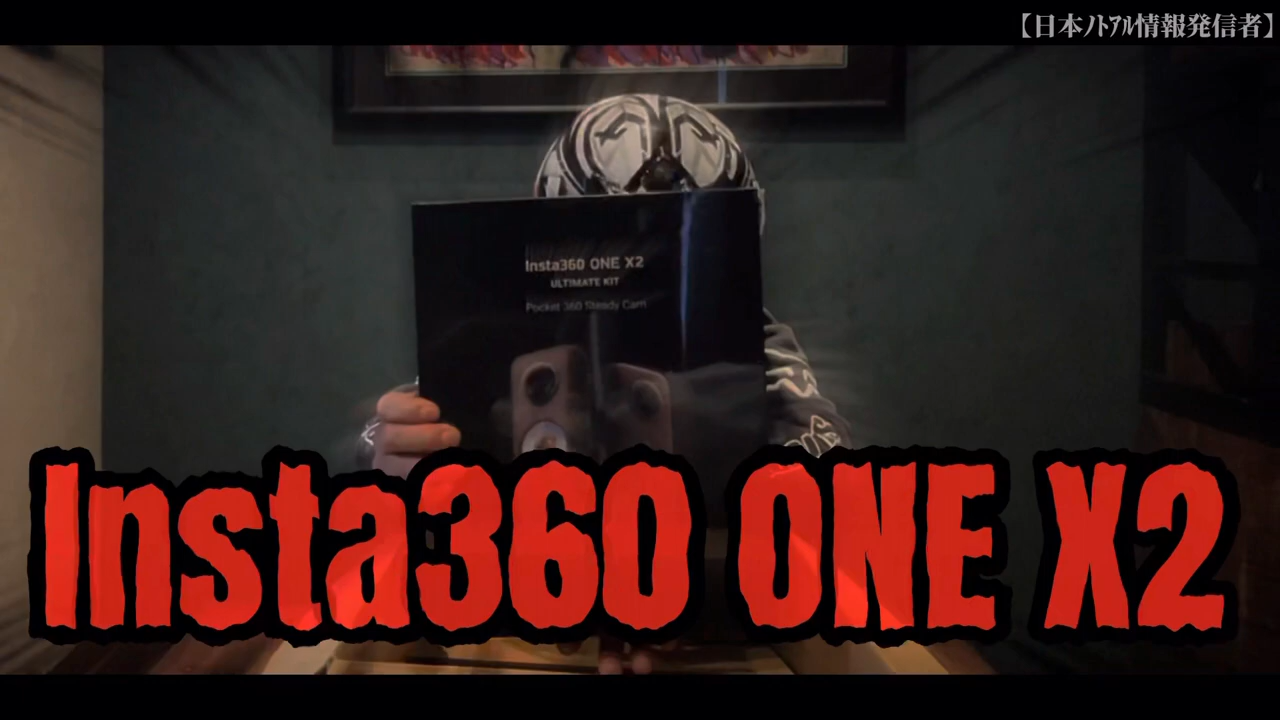 【日本ﾉﾄｱﾙ情報発信者】
Insta360 ONE X2
ULTIMATE KIT
Pocket 360 Steady Cam
Insta360 ONE X2